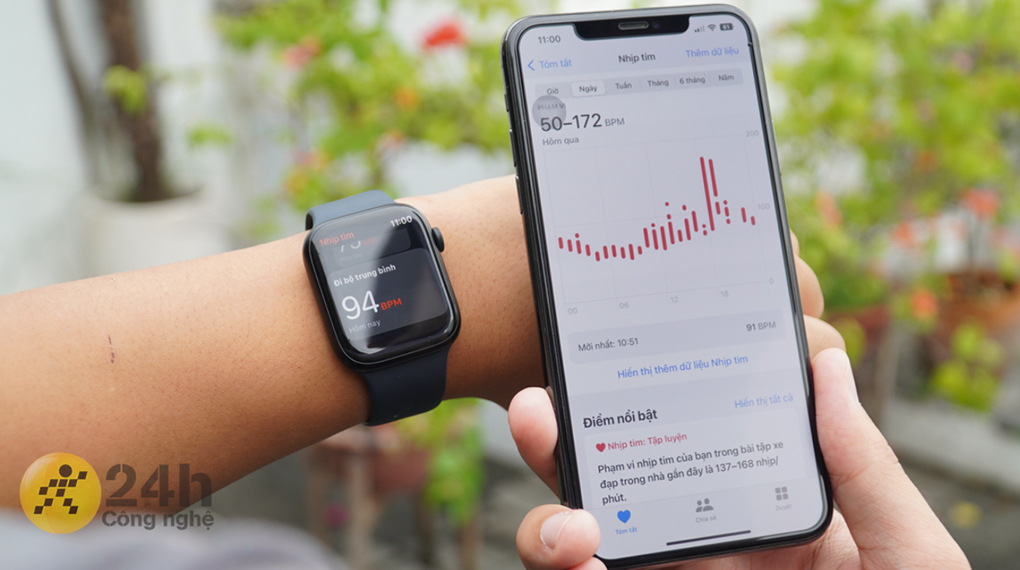 11:00
Nhịp tim
Đi bộ trung bình
94 BPM
Hôm nay
11:00
Tóm tắt
Nhịp tim
Thêm dữ liệu
Giờ
Ngày
Tuần
Tháng
6 tháng
Năm
50–172 BPM
Hôm qua
200
100
0
00
06
12
18
Mới nhất: 10:51
91 BPM
Hiển thị thêm dữ liệu Nhịp tim
Điểm nổi bật
Hiển thị tất cả
Nhịp tim: Tập luyện
Phạm vi nhịp tim của bạn trong bài tập xe
đạp trong nhà gần đây là 137–168 nhịp/
phút.
Tóm tắt
Chia sẻ
Duyệt
24h
Công nghệ